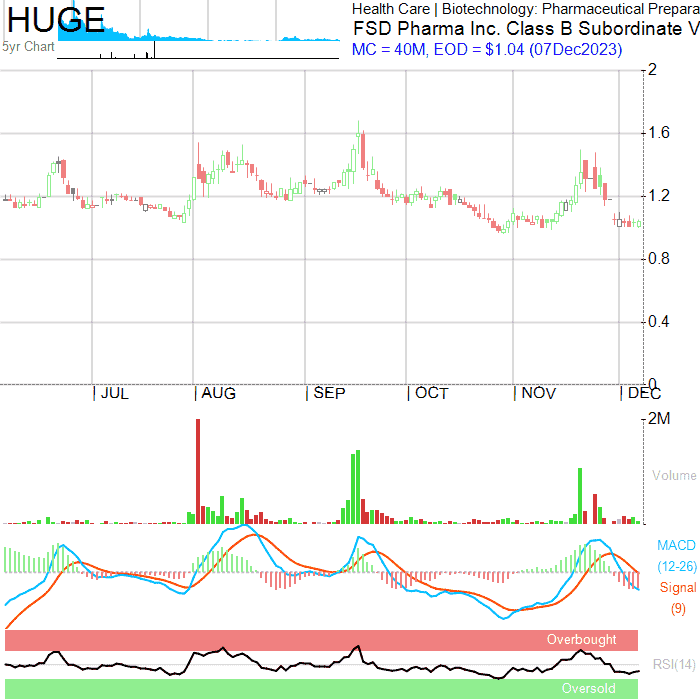 HUGE
5yr Chart
Health Care | Biotechnology: Pharmaceutical Prepara
FSD Pharma Inc. Class B Subordinate V
MC = 40M, EOD = $1.04 (07Dec2023)
2
1.6
1.2
0.8
0.4
0
JUL AUG SEP OCT NOV DEC
2M
Volume
MACD
(12-26)
Signal
(9)
Overbought
RSI(14)
Oversold